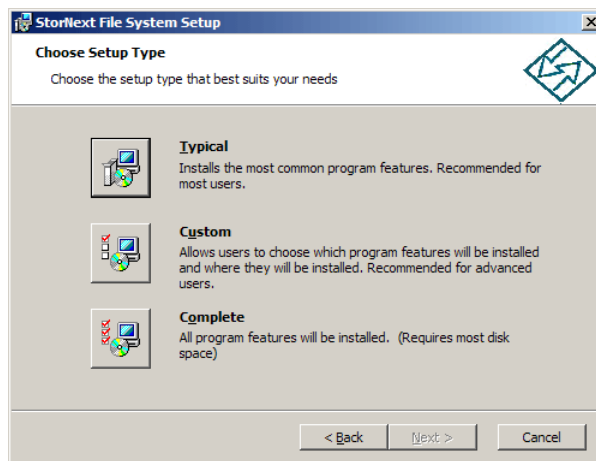 StorNext File System Setup
Choose Setup Type
Choose the setup type that best suits your needs
Typical
Installs the most common program features. Recommended for
most users.
Custom
Allows users to choose which program features will be installed
and where they will be installed. Recommended for advanced
users.
Complete
All program features will be installed.  (Requires most disk
space)
< Back Next > Cancel